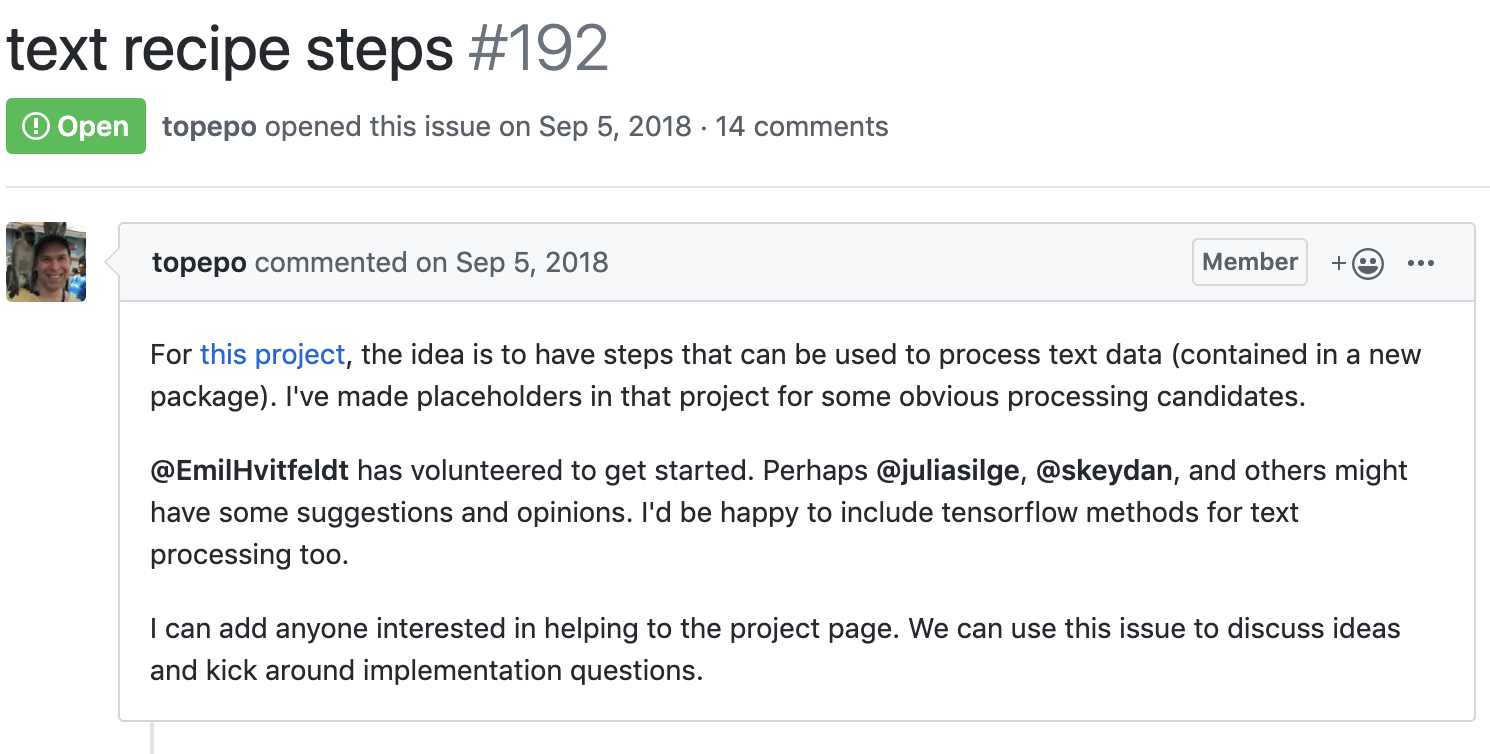 text recipe steps #192
Open topepo opened this issue on Sep 5, 2018 · 14 comments
topepo commented on Sep 5, 2018 Member
For this project, the idea is to have steps that can be used to process text data (contained in a new
package). I've made placeholders in that project for some obvious processing candidates.
@EmilHvitfeldt has volunteered to get started. Perhaps @juliasilge, @skeydan, and others might
have some suggestions and opinions. I'd be happy to include tensorflow methods for text
processing too.
I can add anyone interested in helping to the project page. We can use this issue to discuss ideas
and kick around implementation questions.